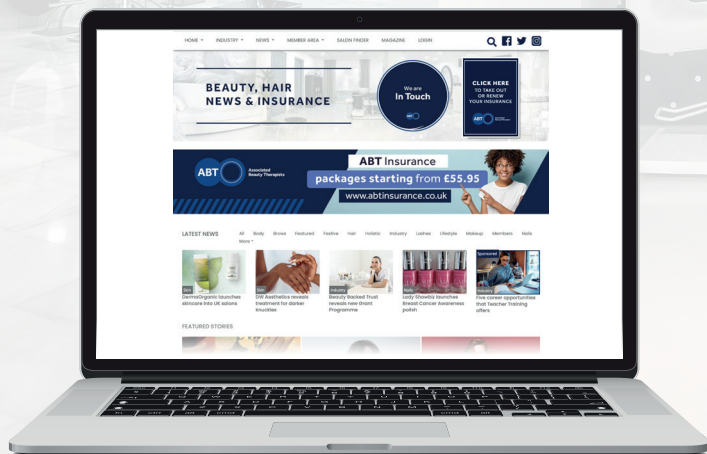 HOME INDUSTRY NEWS MEMBER AREA SALON FINDER MAGAZINE LOGIN
BEAUTY, HAIR
NEWS & INSURANCE
We are
In Touch
ABT
CLICK HERE
TO TAKE OUT
OR RENEW
YOUR INSURANCE
ABT
ABT
Associated
Beauty Therapists
ABT Insurance
packages starting from £55.95
www.abtinsurance.co.uk
LATEST NEWS All Body Brows Featured Festive Hair Holistic Industry Lashes Lifestyle Makeup Members Nails
More
Sponsored
Skin
Skin
Industry
Nails
Industry
DermaOrganic launches
skincare into UK salons
DW Aesthetics reveals
treatment for darker
knuckles
Beauty Backed Trust
reveals new Grant
Programme
Lady Showbiz launches
Breast Cancer Awareness
polish
Five career opportunities
that Teacher Training
offers
FEATURED STORIES